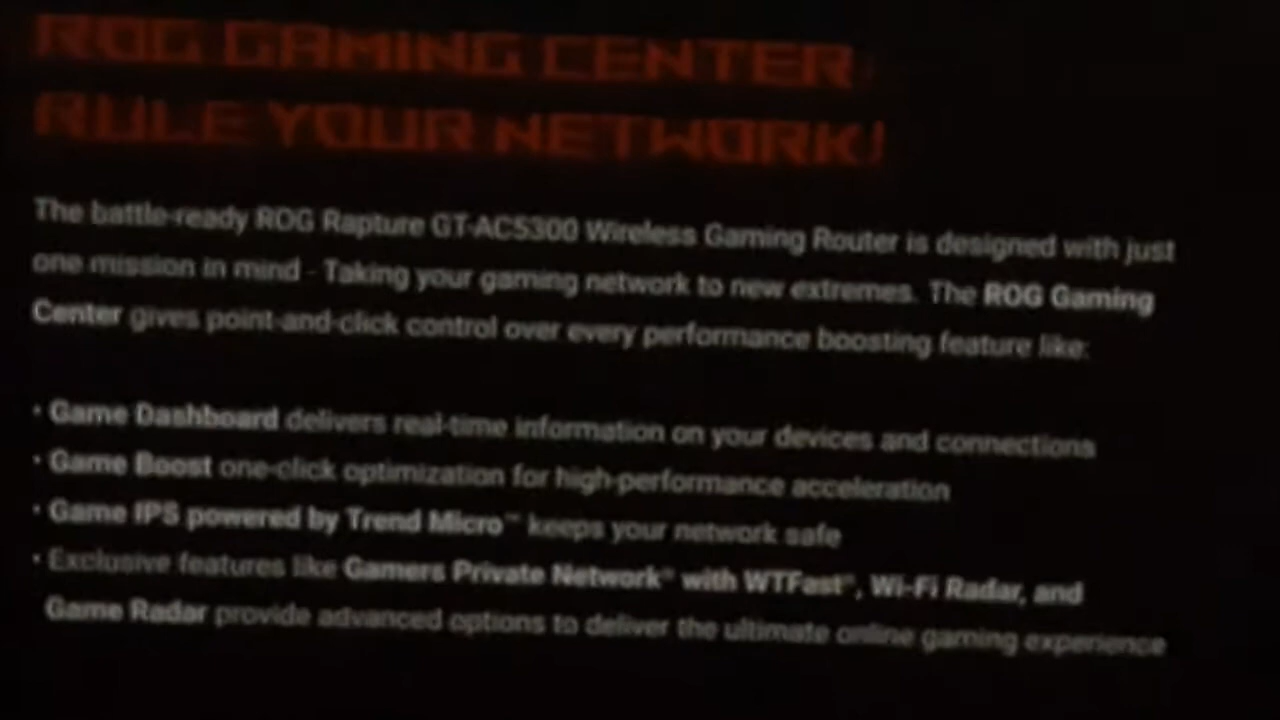 ROG GAMING CENTER:
RULE YOUR NETWORK!
The battle-ready ROG Rapture GT-AC5300 Wireless Gaming Router is designed with just
one mission in mind - Taking your gaming network to new extremes. The ROG Gaming
Center gives point-and-click control over every performance boosting feature like:
• Game Dashboard delivers real-time information on your devices and connections
• Game Boost one-click optimization for high-performance acceleration
• Game IPS powered by Trend Micro™ keeps your network safe
• Exclusive features like Gamers Private Network® with WTFast®, Wi-Fi Radar, and
Game Radar provide advanced options to deliver the ultimate online gaming experience